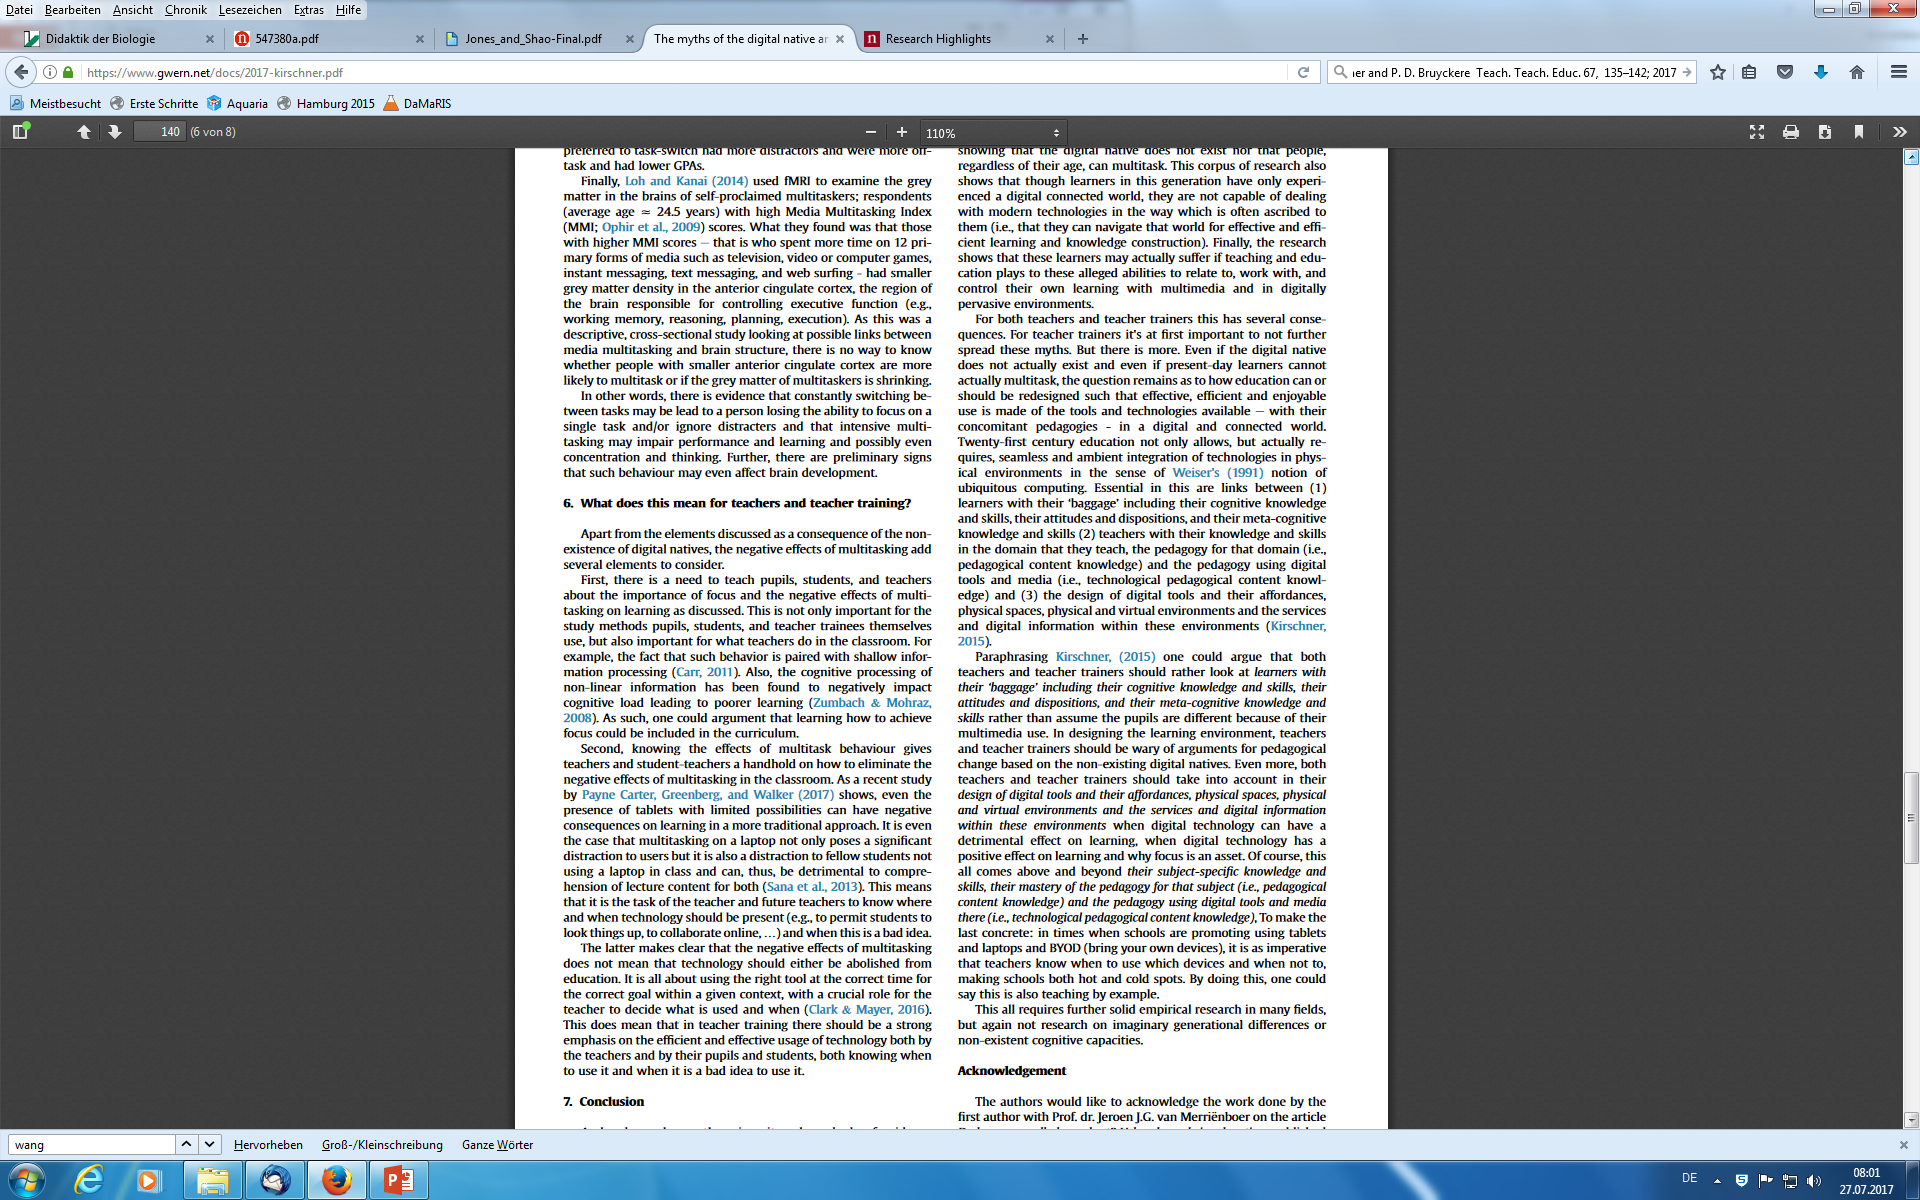 Datei Bearbeiten Ansicht Chronik Lesezeichen Extras Hilfe
Didaktik der Biologie
547380a.pdf
Jones_and_Shao-Final.pdf
The myths of the digital native an
Research Highlights
https://www.gwern.net/docs/2017-kirschner.pdf
ier and P. D. Bruyckere Teach. Teach. Educ. 67, 135–142; 2017
Meistbesucht Erste Schritte Aquaria Hamburg 2015 DaMaRIS
140 (6 von 8)
110%
preferred to task-switch had more distractors and were more off-
task and had lower GPAs.
Finally, Loh and Kanai (2014) used fMRI to examine the grey
matter in the brains of self-proclaimed multitaskers; respondents
(average age ≈ 24.5 years) with high Media Multitasking Index
(MMI; Ophir et al., 2009) scores. What they found was that those
with higher MMI scores — that is who spent more time on 12 pri-
mary forms of media such as television, video or computer games,
instant messaging, text messaging, and web surfing - had smaller
grey matter density in the anterior cingulate cortex, the region of
the brain responsible for controlling executive function (e.g.,
working memory, reasoning, planning, execution). As this was a
descriptive, cross-sectional study looking at possible links between
media multitasking and brain structure, there is no way to know
whether people with smaller anterior cingulate cortex are more
likely to multitask or if the grey matter of multitaskers is shrinking.
In other words, there is evidence that constantly switching be-
tween tasks may be lead to a person losing the ability to focus on a
single task and/or ignore distracters and that intensive multi-
tasking may impair performance and learning and possibly even
concentration and thinking. Further, there are preliminary signs
that such behaviour may even affect brain development.
6. What does this mean for teachers and teacher training?
Apart from the elements discussed as a consequence of the non-
existence of digital natives, the negative effects of multitasking add
several elements to consider.
First, there is a need to teach pupils, students, and teachers
about the importance of focus and the negative effects of multi-
tasking on learning as discussed. This is not only important for the
study methods pupils, students, and teacher trainees themselves
use, but also important for what teachers do in the classroom. For
example, the fact that such behavior is paired with shallow infor-
mation processing (Carr, 2011). Also, the cognitive processing of
non-linear information has been found to negatively impact
cognitive load leading to poorer learning (Zumbach & Mohraz,
2008). As such, one could argument that learning how to achieve
focus could be included in the curriculum.
Second, knowing the effects of multitask behaviour gives
teachers and student-teachers a handhold on how to eliminate the
negative effects of multitasking in the classroom. As a recent study
by Payne Carter, Greenberg, and Walker (2017) shows, even the
presence of tablets with limited possibilities can have negative
consequences on learning in a more traditional approach. It is even
the case that multitasking on a laptop not only poses a significant
distraction to users but it is also a distraction to fellow students not
using a laptop in class and can, thus, be detrimental to compre-
hension of lecture content for both (Sana et al., 2013). This means
that it is the task of the teacher and future teachers to know where
and when technology should be present (e.g., to permit students to
look things up, to collaborate online, …) and when this is a bad idea.
The latter makes clear that the negative effects of multitasking
does not mean that technology should either be abolished from
education. It is all about using the right tool at the correct time for
the correct goal within a given context, with a crucial role for the
teacher to decide what is used and when (Clark & Mayer, 2016).
This does mean that in teacher training there should be a strong
emphasis on the efficient and effective usage of technology both by
the teachers and by their pupils and students, both knowing when
to use it and when it is a bad idea to use it.
7. Conclusion
showing that the digital native does not exist nor that people,
regardless of their age, can multitask. This corpus of research also
shows that though learners in this generation have only experi-
enced a digital connected world, they are not capable of dealing
with modern technologies in the way which is often ascribed to
them (i.e., that they can navigate that world for effective and effi-
cient learning and knowledge construction). Finally, the research
shows that these learners may actually suffer if teaching and edu-
cation plays to these alleged abilities to relate to, work with, and
control their own learning with multimedia and in digitally
pervasive environments.
For both teachers and teacher trainers this has several conse-
quences. For teacher trainers it's at first important to not further
spread these myths. But there is more. Even if the digital native
does not actually exist and even if present-day learners cannot
actually multitask, the question remains as to how education can or
should be redesigned such that effective, efficient and enjoyable
use is made of the tools and technologies available — with their
concomitant pedagogies - in a digital and connected world.
Twenty-first century education not only allows, but actually re-
quires, seamless and ambient integration of technologies in phys-
ical environments in the sense of Weiser's (1991) notion of
ubiquitous computing. Essential in this are links between (1)
learners with their 'baggage' including their cognitive knowledge
and skills, their attitudes and dispositions, and their meta-cognitive
knowledge and skills (2) teachers with their knowledge and skills
in the domain that they teach, the pedagogy for that domain (i.e.,
pedagogical content knowledge) and the pedagogy using digital
tools and media (i.e., technological pedagogical content knowl-
edge) and (3) the design of digital tools and their affordances,
physical spaces, physical and virtual environments and the services
and digital information within these environments (Kirschner,
2015).
Paraphrasing Kirschner, (2015) one could argue that both
teachers and teacher trainers should rather look at learners with
their 'baggage' including their cognitive knowledge and skills, their
attitudes and dispositions, and their meta-cognitive knowledge and
skills rather than assume the pupils are different because of their
multimedia use. In designing the learning environment, teachers
and teacher trainers should be wary of arguments for pedagogical
change based on the non-existing digital natives. Even more, both
teachers and teacher trainers should take into account in their
design of digital tools and their affordances, physical spaces, physical
and virtual environments and the services and digital information
within these environments when digital technology can have a
detrimental effect on learning, when digital technology has a
positive effect on learning and why focus is an asset. Of course, this
all comes above and beyond their subject-specific knowledge and
skills, their mastery of the pedagogy for that subject (i.e., pedagogical
content knowledge) and the pedagogy using digital tools and media
there (i.e., technological pedagogical content knowledge), To make the
last concrete: in times when schools are promoting using tablets
and laptops and BYOD (bring your own devices), it is as imperative
that teachers know when to use which devices and when not to,
making schools both hot and cold spots. By doing this, one could
say this is also teaching by example.
This all requires further solid empirical research in many fields,
but again not research on imaginary generational differences or
non-existent cognitive capacities.
Acknowledgement
The authors would like to acknowledge the work done by the
first author with Prof. dr. Jeroen J.G. van Merriënboer on the article
wang Hervorheben Groß-/Kleinschreibung Ganze Wörter
DE
08:01
27.07.2017